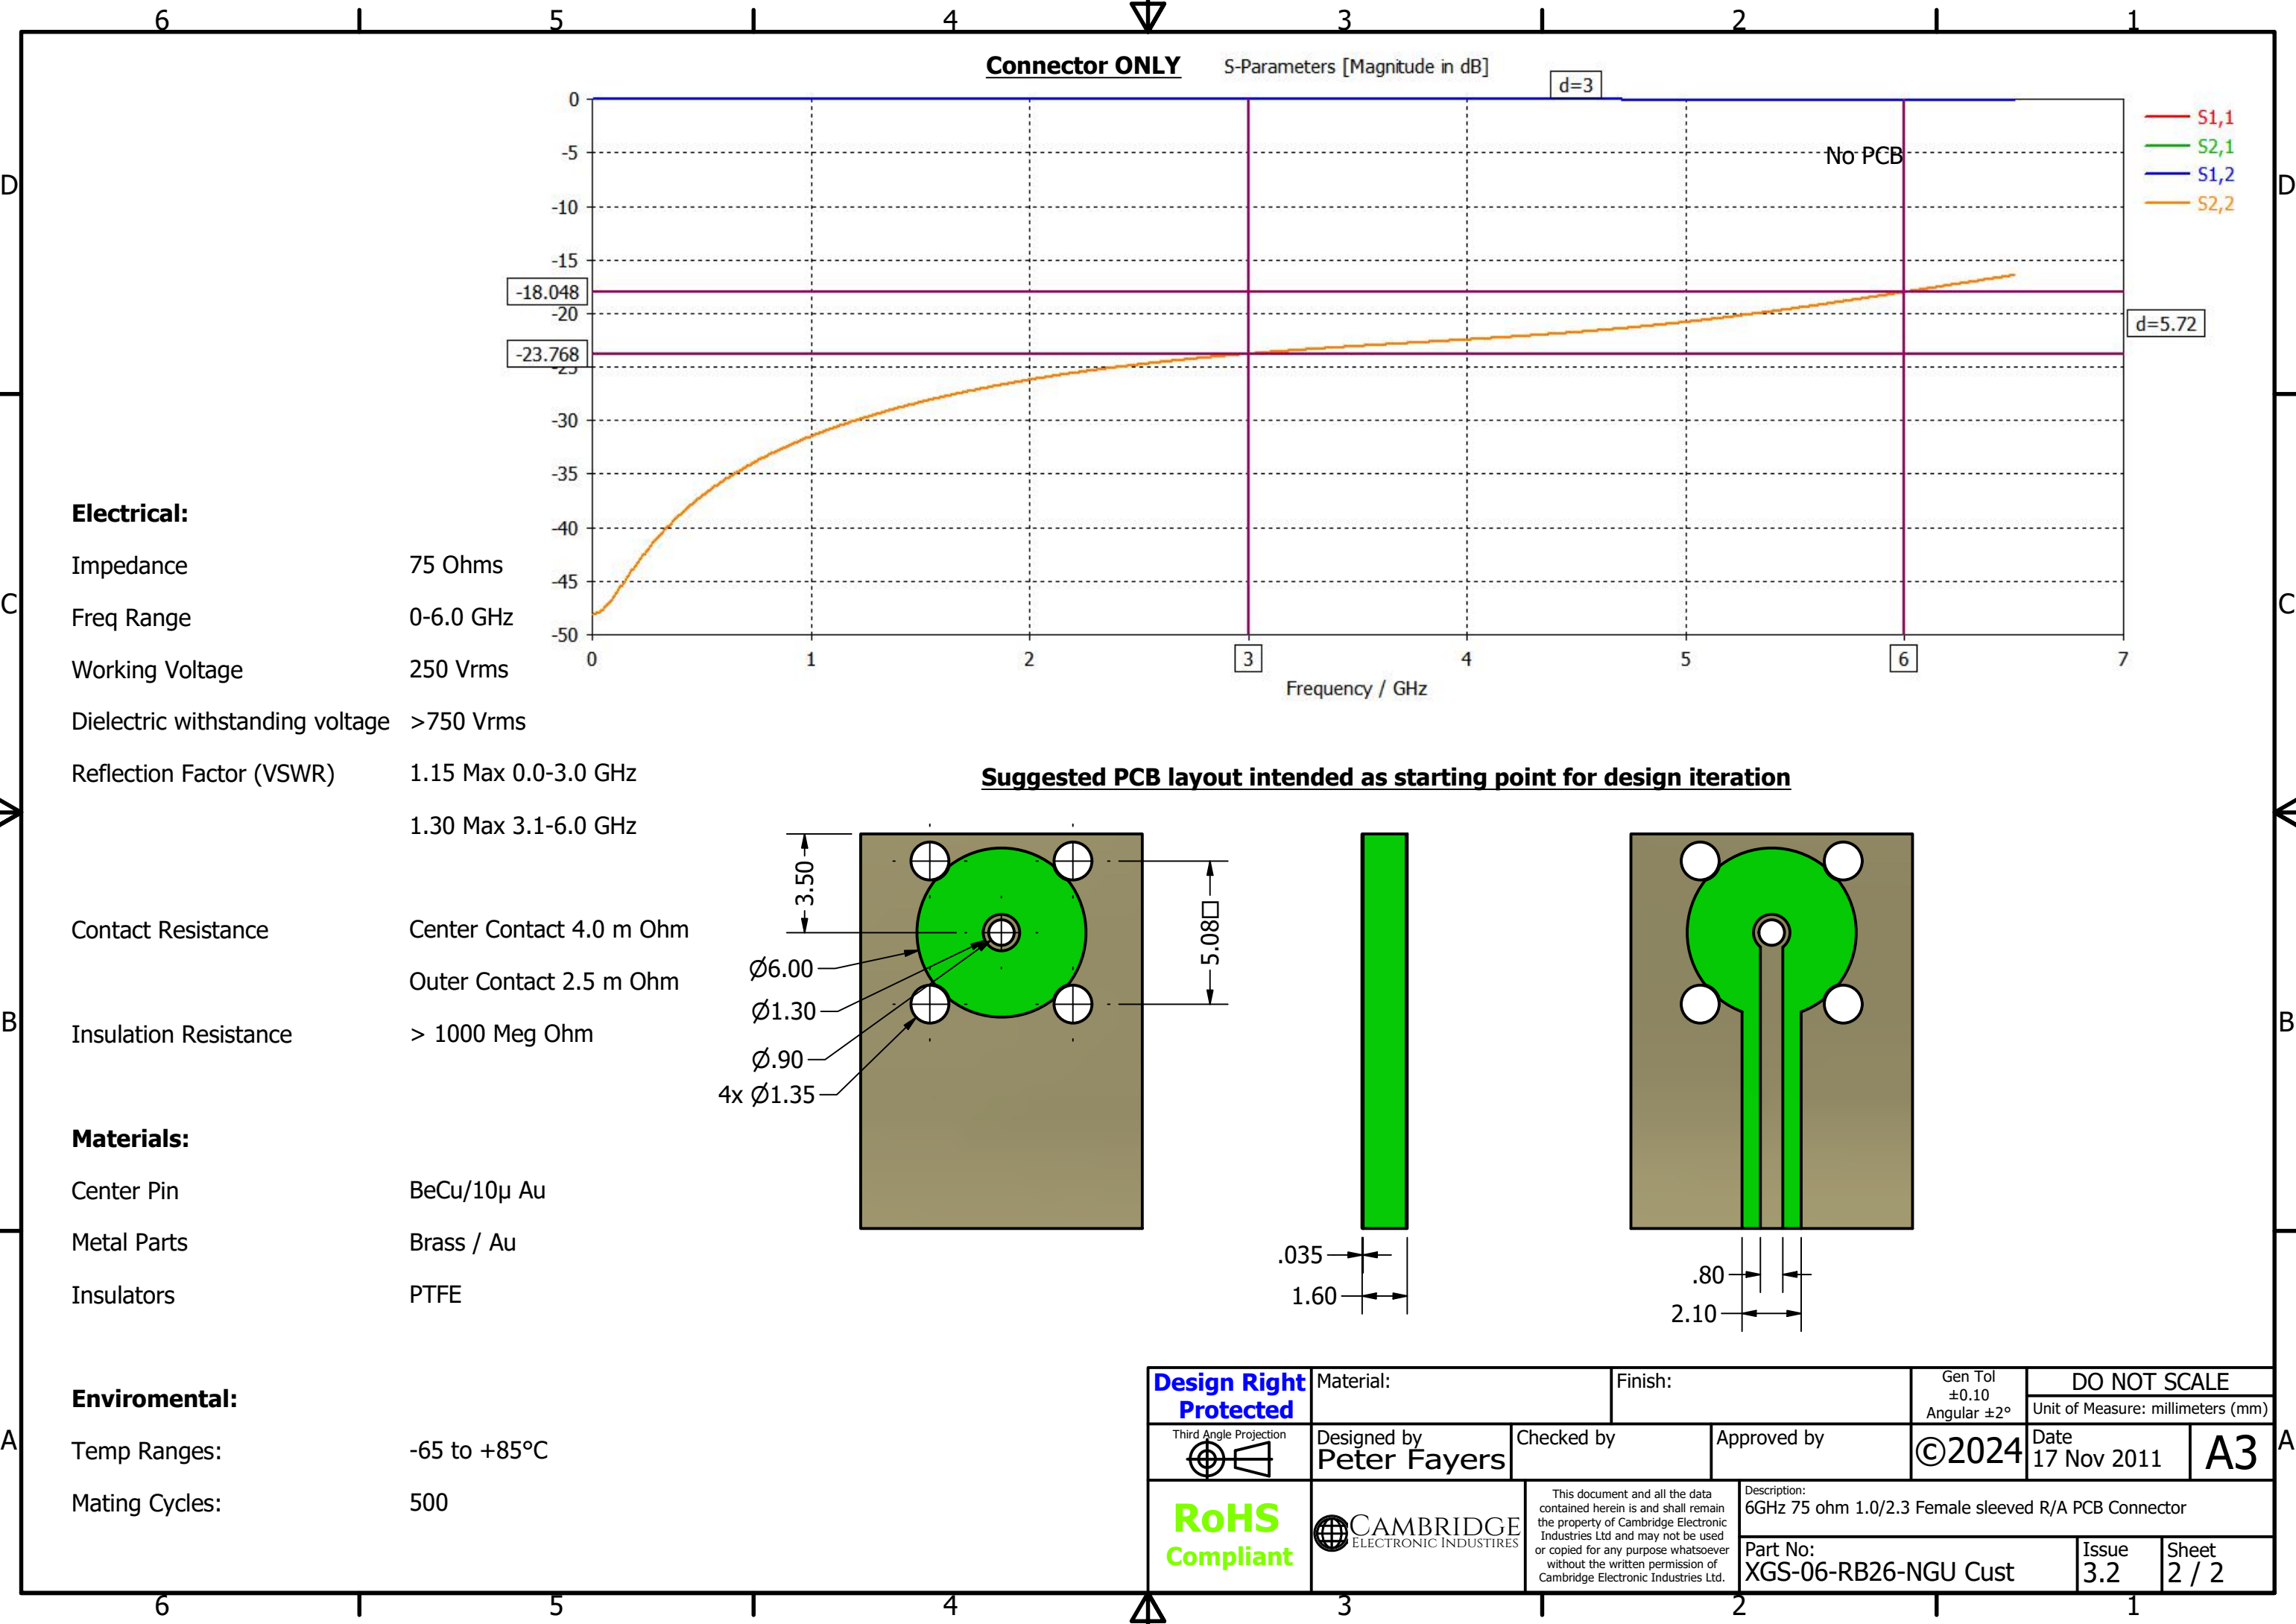 6 5 4 3 2 1
Connector ONLY S-Parameters [Magnitude in dB]
d=3
0
-5
-10
-15
-18.048
-20
-23.768
-25
-30
-35
-40
-45
-50
No PCB
S1,1
S2,1
S1,2
S2,2
d=5.72
0 1 2 3 4 5 6 7
Frequency / GHz
D D
C C
B B
A A
Electrical:
Impedance 75 Ohms
Freq Range 0-6.0 GHz
Working Voltage 250 Vrms
Dielectric withstanding voltage >750 Vrms
Reflection Factor (VSWR) 1.15 Max 0.0-3.0 GHz
1.30 Max 3.1-6.0 GHz
Contact Resistance Center Contact 4.0 m Ohm
Outer Contact 2.5 m Ohm
Insulation Resistance > 1000 Meg Ohm
Materials:
Center Pin BeCu/10µ Au
Metal Parts Brass / Au
Insulators PTFE
Enviromental:
Temp Ranges: -65 to +85°C
Mating Cycles: 500
Suggested PCB layout intended as starting point for design iteration
3.50
Ø6.00
Ø1.30
Ø.90
4x Ø1.35
5.08□
.035
1.60
.80
2.10
Design Right
Protected
Material:
Finish:
Gen Tol
±0.10
Angular ±2°
DO NOT SCALE
Unit of Measure: millimeters (mm)
Third Angle Projection
Designed by
Peter Fayers
Checked by
Approved by
©2024
Date
17 Nov 2011
A3
RoHS
Compliant
CAMBRIDGE
ELECTRONIC INDUSTIRES
This document and all the data
contained herein is and shall remain
the property of Cambridge Electronic
Industries Ltd and may not be used
or copied for any purpose whatsoever
without the written permission of
Cambridge Electronic Industries Ltd.
Description:
6GHz 75 ohm 1.0/2.3 Female sleeved R/A PCB Connector
Part No:
XGS-06-RB26-NGU Cust
Issue
3.2
Sheet
2 / 2
6 5 4 3 2 1